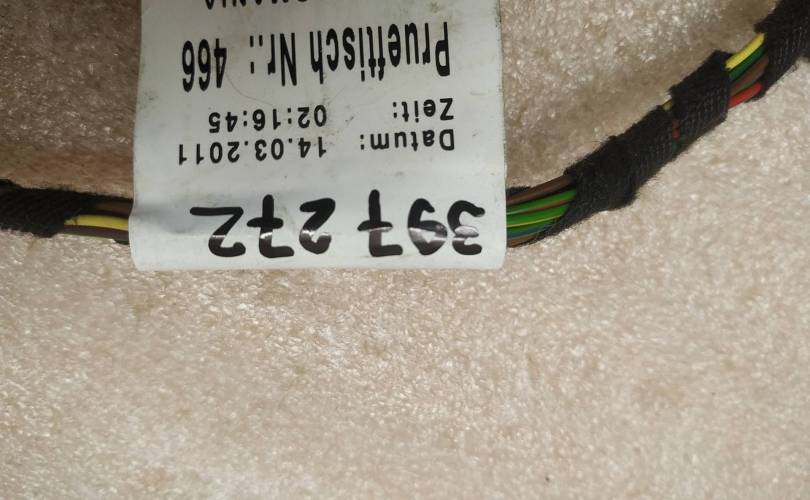 397 272
Datum: 14.03.2011
Zeit: 02:16:45
Prueftisch Nr.: 466